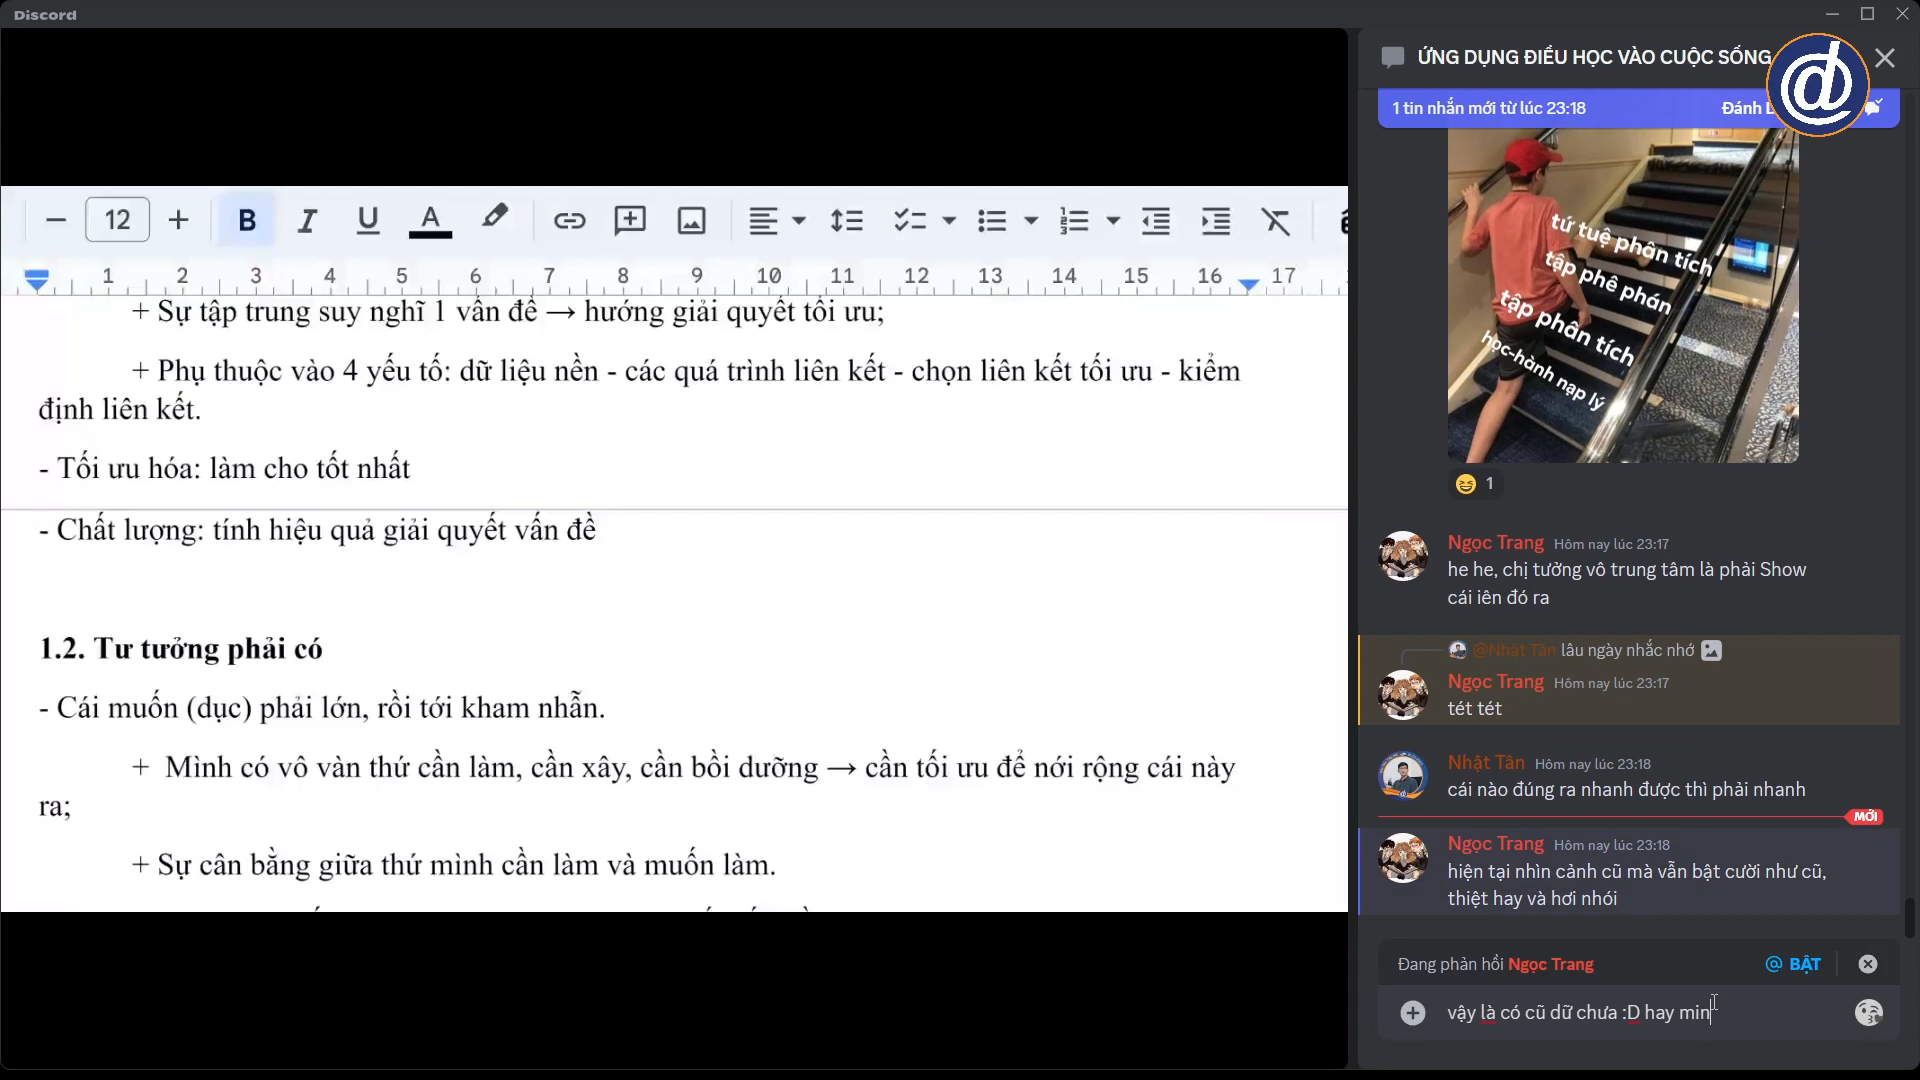 Discord
12
B I U A
1 2 3 4 5 6 7 8 9 10 11 12 13 14 15 16 17
+ Sự tập trung suy nghĩ 1 vấn đề → hướng giải quyết tối ưu;
+ Phụ thuộc vào 4 yếu tố: dữ liệu nền - các quá trình liên kết - chọn liên kết tối ưu - kiểm
định liên kết.
- Tối ưu hóa: làm cho tốt nhất
- Chất lượng: tính hiệu quả giải quyết vấn đề
1.2. Tư tưởng phải có
- Cái muốn (dục) phải lớn, rồi tới kham nhẫn.
+ Mình có vô vàn thứ cần làm, cần xây, cần bồi dưỡng → cần tối ưu để nới rộng cái này
ra;
+ Sự cân bằng giữa thứ mình cần làm và muốn làm.
ỨNG DỤNG ĐIỀU HỌC VÀO CUỘC SỐNG
1 tin nhắn mới từ lúc 23:18
Đánh
tứ tuệ phân tích
tập phê phán
tập phân tích
học-hành nạp lý
1
Ngọc Trang Hôm nay lúc 23:17
he he, chị tưởng vô trung tâm là phải Show
cái iên đó ra
@Nhật Tân lâu ngày nhắc nhớ
Ngọc Trang Hôm nay lúc 23:17
tét tét
Nhật Tân Hôm nay lúc 23:18
cái nào đúng ra nhanh được thì phải nhanh
MỚI
Ngọc Trang Hôm nay lúc 23:18
hiện tại nhìn cảnh cũ mà vẫn bật cười như cũ,
thiệt hay và hơi nhói
Đang phản hồi Ngọc Trang
@ BẬT
vậy là có cũ dữ chưa :D hay min